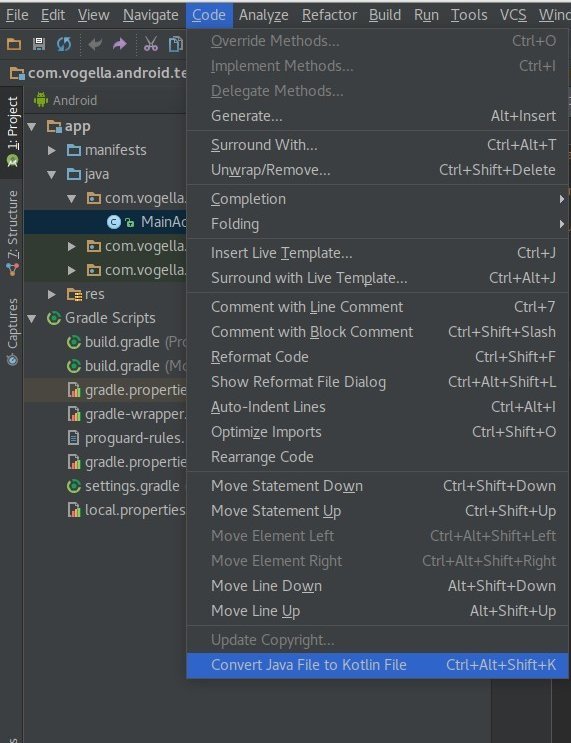 File Edit View Navigate Code Analyze Refactor Build Run Tools VCS
com.vogella.android.te
Override Methods... Ctrl+O
Implement Methods... Ctrl+I
Delegate Methods...
Generate... Alt+Insert
Surround With... Ctrl+Alt+T
Unwrap/Remove... Ctrl+Shift+Delete
Completion
Folding
Insert Live Template... Ctrl+J
Surround with Live Template... Ctrl+Alt+J
Comment with Line Comment Ctrl+7
Comment with Block Comment Ctrl+Shift+Slash
Reformat Code Ctrl+Shift+F
Show Reformat File Dialog Ctrl+Alt+Shift+L
Auto-Indent Lines Ctrl+Alt+I
Optimize Imports Ctrl+Shift+O
Rearrange Code
Move Statement Down Ctrl+Shift+Down
Move Statement Up Ctrl+Shift+Up
Move Element Left Ctrl+Alt+Shift+Left
Move Element Right Ctrl+Alt+Shift+Right
Move Line Down Alt+Shift+Down
Move Line Up Alt+Shift+Up
Update Copyright...
Convert Java File to Kotlin File Ctrl+Alt+Shift+K
1: Project
7: Structure
Captures
Android
app
manifests
java
com.vogella.
MainAc
com.vogella
com.vogella
res
Gradle Scripts
build.gradle (Pro
build.gradle (Mo
gradle.propertie
gradle-wrapper.
proguard-rules.
gradle.propertie
settings.gradle
local.properties